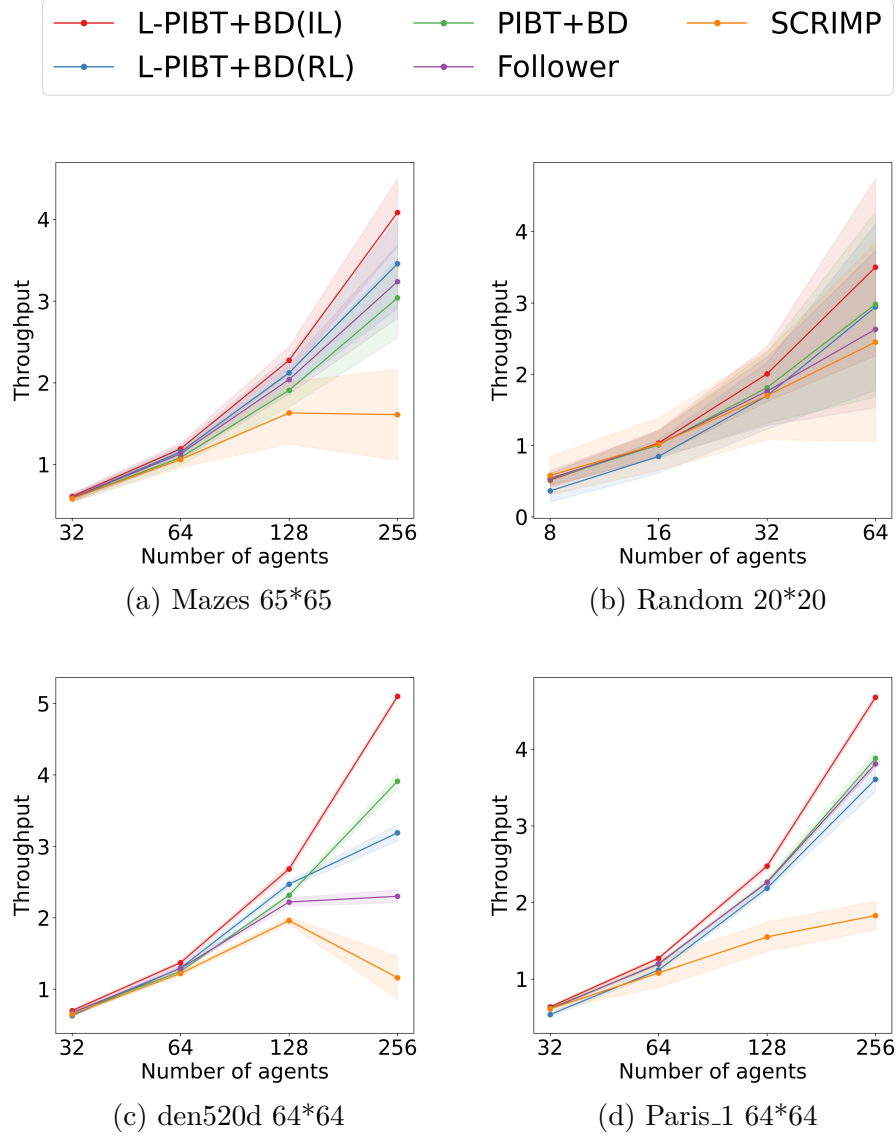 L-PIBT+BD(IL) PIBT+BD SCRIMP
L-PIBT+BD(RL) Follower
Throughput
4
3
2
1
32 64 128 256
Number of agents
(a) Mazes 65*65
Throughput
4
3
2
1
0
8 16 32 64
Number of agents
(b) Random 20*20
Throughput
5
4
3
2
1
32 64 128 256
Number of agents
(c) den520d 64*64
Throughput
4
3
2
1
32 64 128 256
Number of agents
(d) Paris_1 64*64